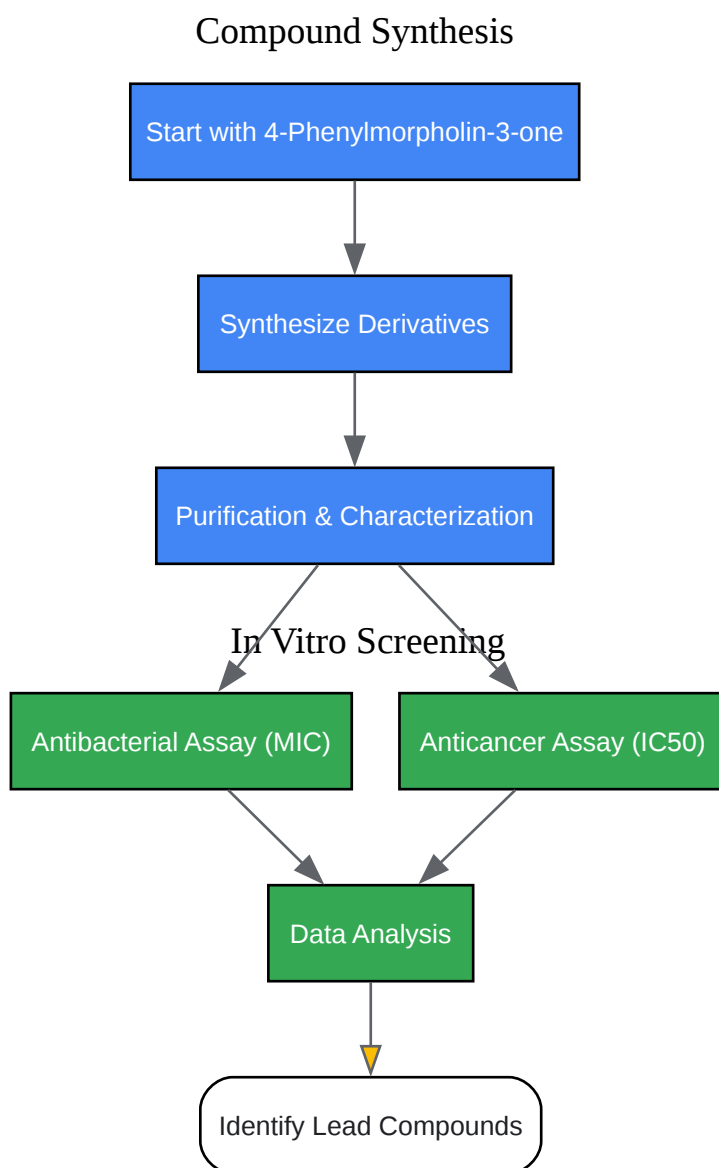 Compound Synthesis
Start with 4-Phenylmorpholin-3-one
Synthesize Derivatives
Purification & Characterization
In Vitro Screening
Antibacterial Assay (MIC)
Anticancer Assay (IC50)
Data Analysis
Identify Lead Compounds